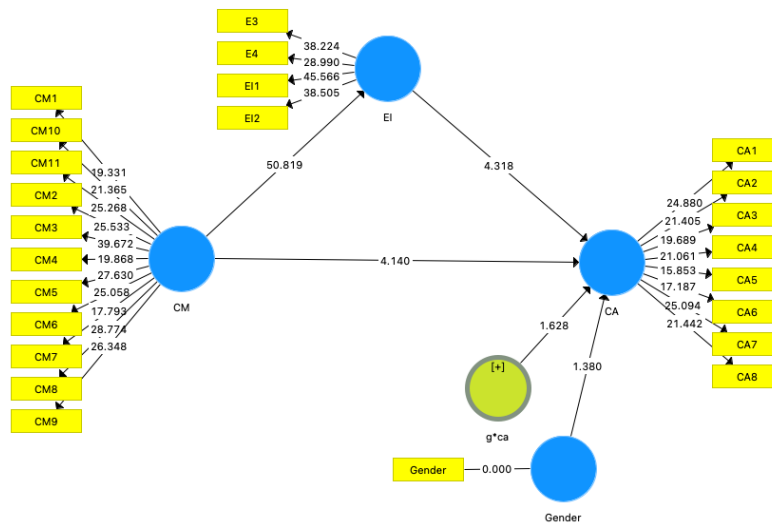 E3
E4
EI1
EI2
38.224
28.990
45.566
38.505
EI
CM1
CM10
CM11
CM2
CM3
CM4
CM5
CM6
CM7
CM8
CM9
19.331
21.365
25.268
25.533
39.672
19.868
27.630
25.058
17.793
28.774
26.348
CM
50.819
4.318
4.140
CA
24.880
21.405
19.689
21.061
15.853
17.187
25.094
21.442
CA1
CA2
CA3
CA4
CA5
CA6
CA7
CA8
1.628
[+]
g*ca
1.380
Gender
0.000
Gender